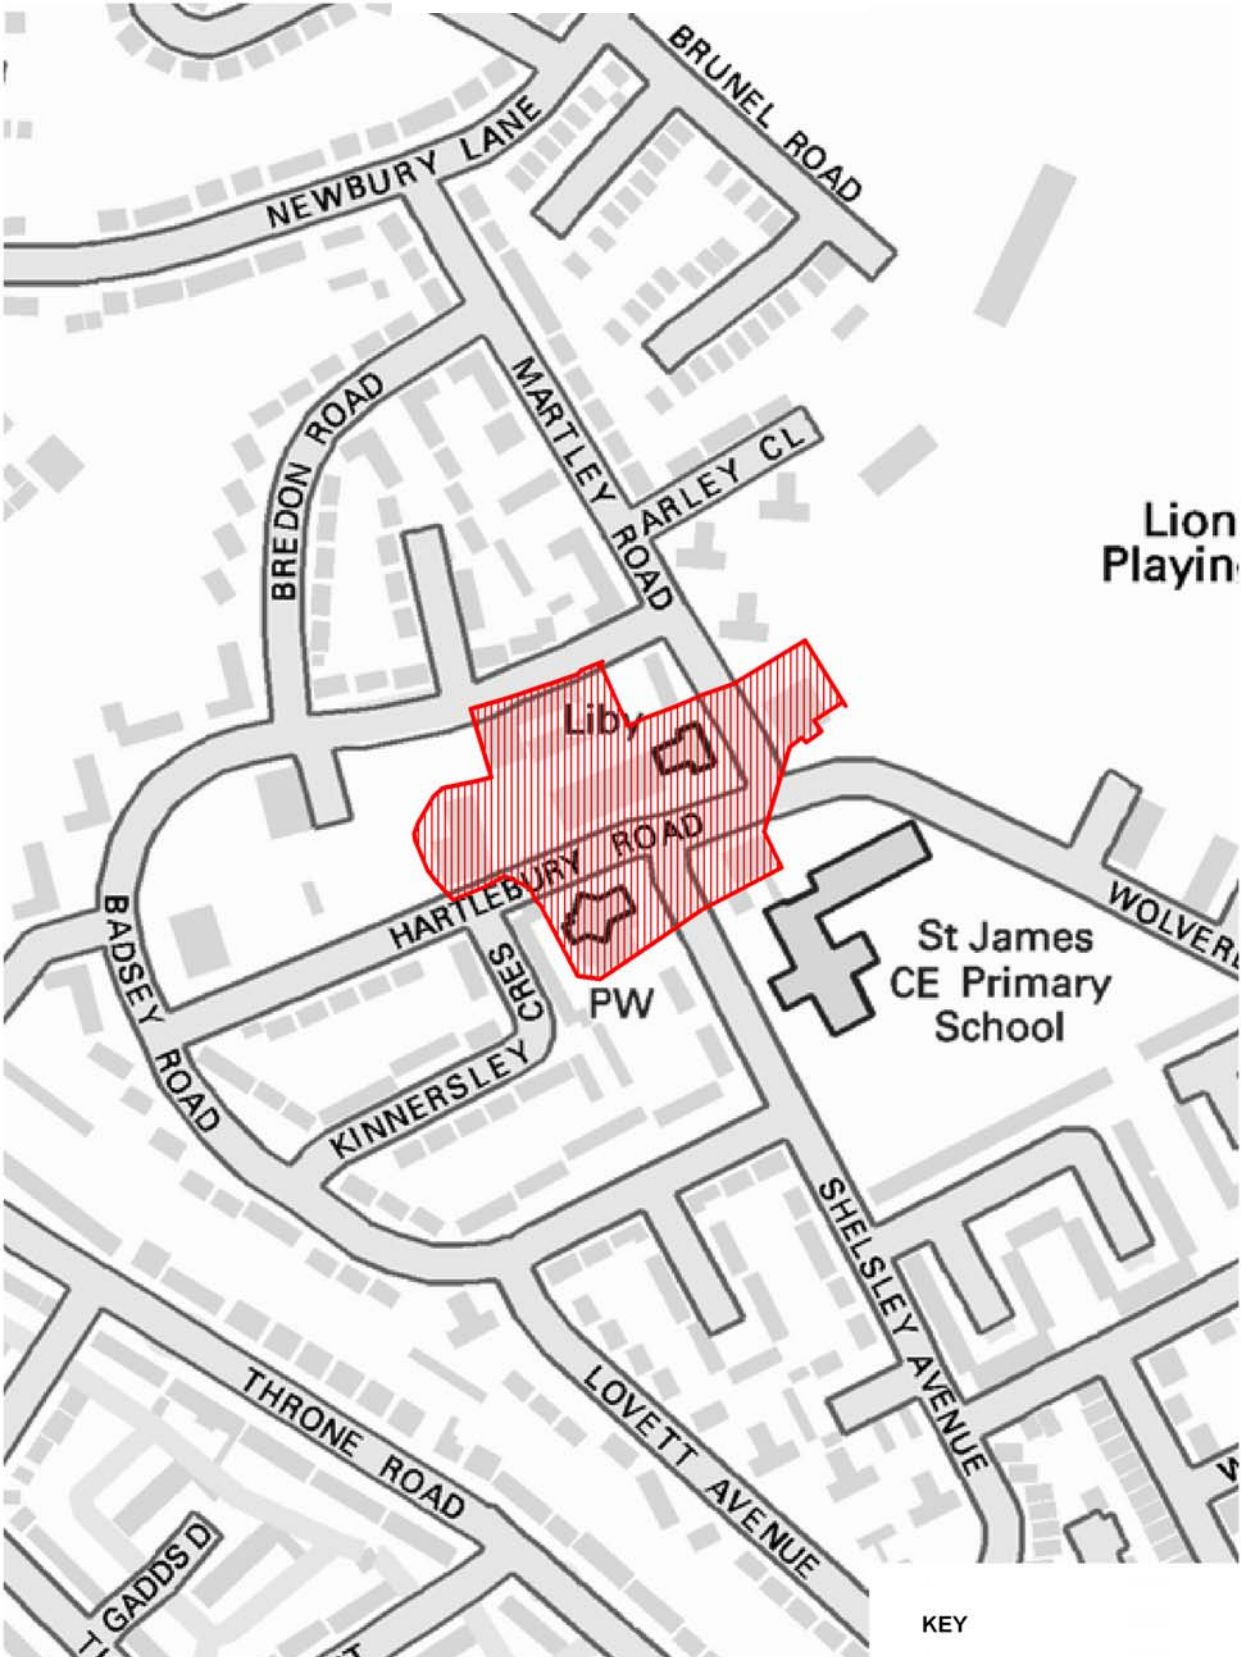 BRUNEL ROAD
NEWBURY LANE
BREDON ROAD
MARTLEY ROAD
ARLEY CL
Lion
Playin
Liby
HARTLEBURY ROAD
BADSEY ROAD
KINNERSLEY CRES
PW
WOLVER
St James
CE Primary
School
SHELSLEY AVENUE
THRONE ROAD
LOVETT AVENUE
GADDS D
KEY